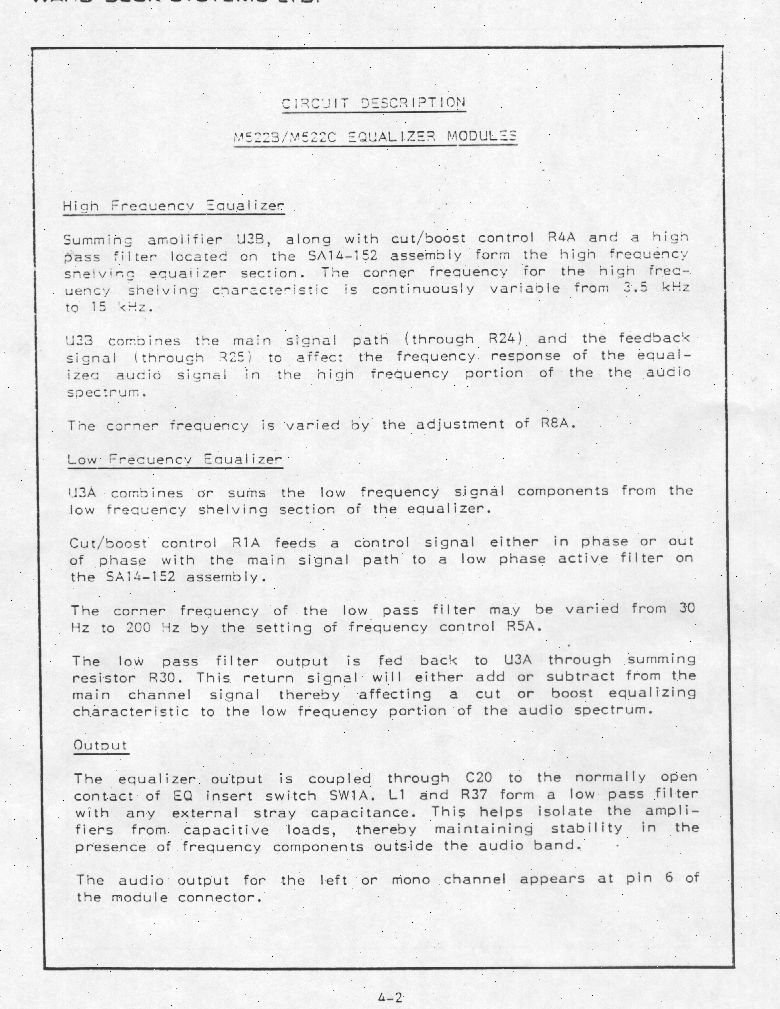 WARD-BECK SYSTEMS LTD.
CIRCUIT DESCRIPTION
M522B/M522C EQUALIZER MODULES
High Frequency Equalizer
Summing amplifier U3B, along with cut/boost control R4A and a high
pass filter located on the SA14-152 assembly form the high frequency
shelving equalizer section. The corner frequency for the high freq-
uency shelving characteristic is continuously variable from 3.5 kHz
to 15 kHz.
U3B combines the main signal path (through R24) and the feedback
signal (through R25) to affect the frequency response of the equal-
ized audio signal in the high frequency portion of the the audio
spectrum.
The corner frequency is varied by the adjustment of R8A.
Low Frequency Equalizer
U3A combines or sums the low frequency signal components from the
low frequency shelving section of the equalizer.
Cut/boost control R1A feeds a control signal either in phase or out
of phase with the main signal path to a low phase active filter on
the SA14-152 assembly.
The corner frequency of the low pass filter may be varied from 30
Hz to 200 Hz by the setting of frequency control R5A.
The low pass filter output is fed back to U3A through summing
resistor R30. This return signal will either add or subtract from the
main channel signal thereby affecting a cut or boost equalizing
characteristic to the low frequency portion of the audio spectrum.
Output
The equalizer output is coupled through C20 to the normally open
contact of EQ insert switch SW1A. L1 and R37 form a low pass filter
with any external stray capacitance. This helps isolate the ampli-
fiers from capacitive loads, thereby maintaining stability in the
presence of frequency components outside the audio band.
The audio output for the left or mono channel appears at pin 6 of
the module connector.
4-2